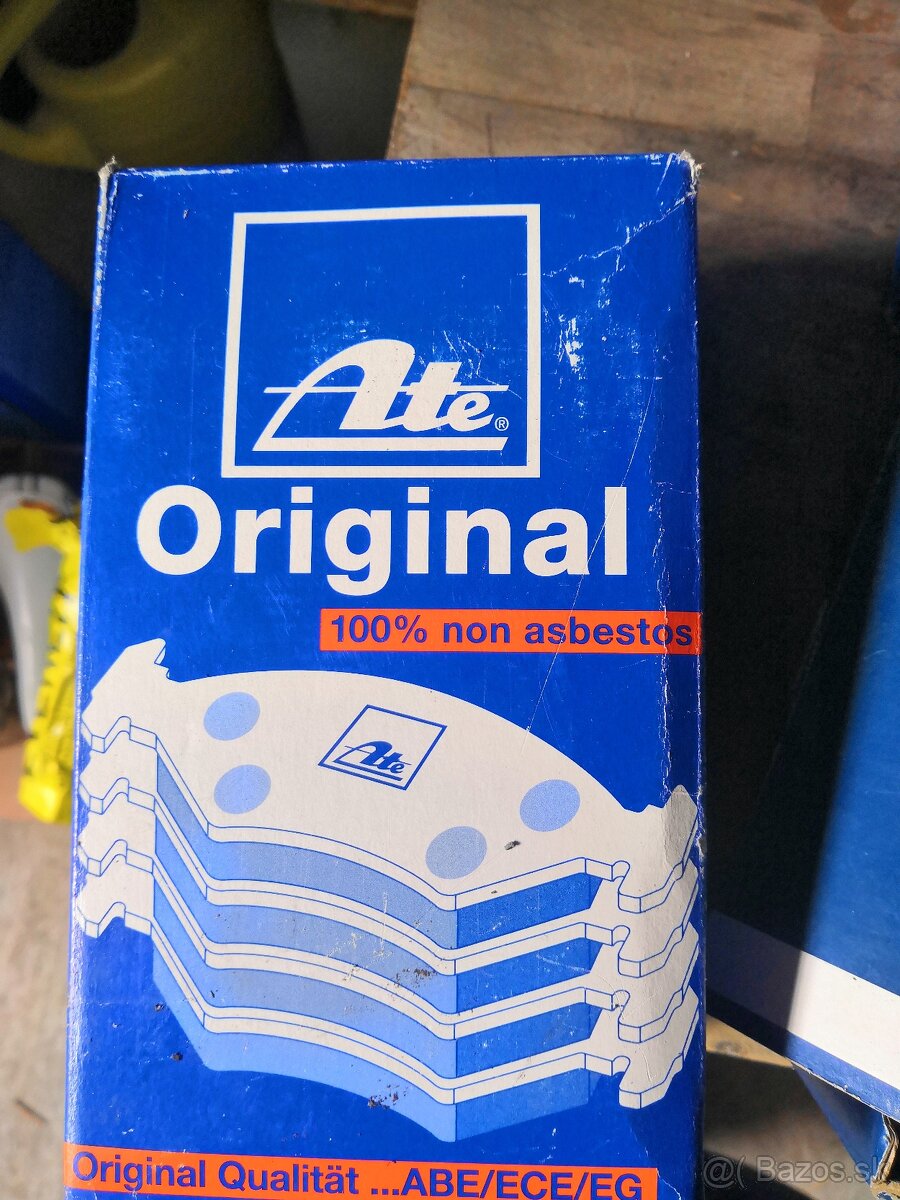 Ate®
Original
100% non asbestos
Ate
Original Qualität ...ABE/ECE/EG
@( Bazos.sk